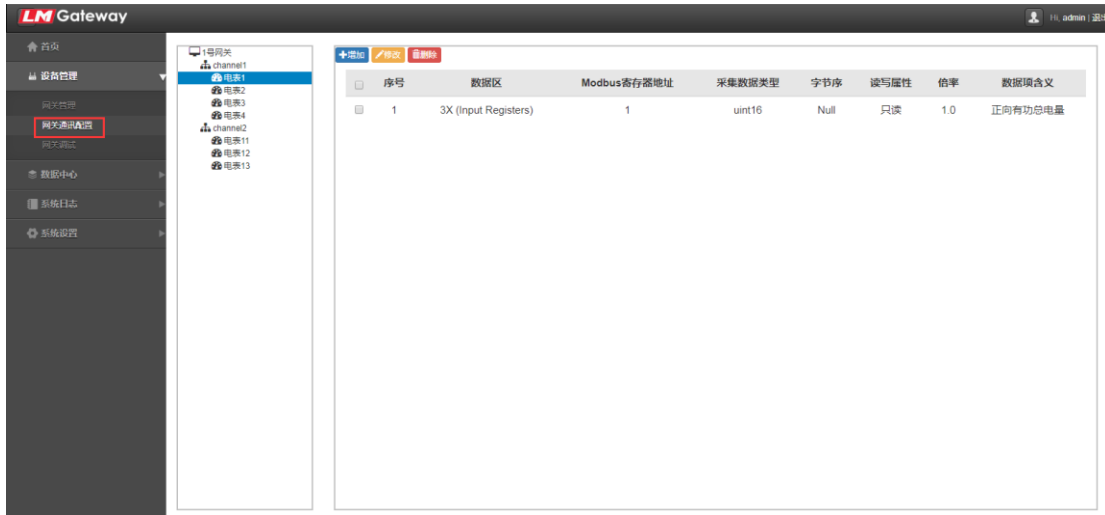 LM Gateway
Hi, admin | 退出
首页
设备管理
网关管理
网关通讯配置
网关调试
数据中心
系统日志
系统设置
1号网关
channel1
电表1
电表2
电表3
电表4
channel2
电表11
电表12
电表13
增加 修改 删除
序号 数据区 Modbus寄存器地址 采集数据类型 字节序 读写属性 倍率 数据项含义
1 3X (Input Registers) 1 uint16 Null 只读 1.0 正向有功总电量